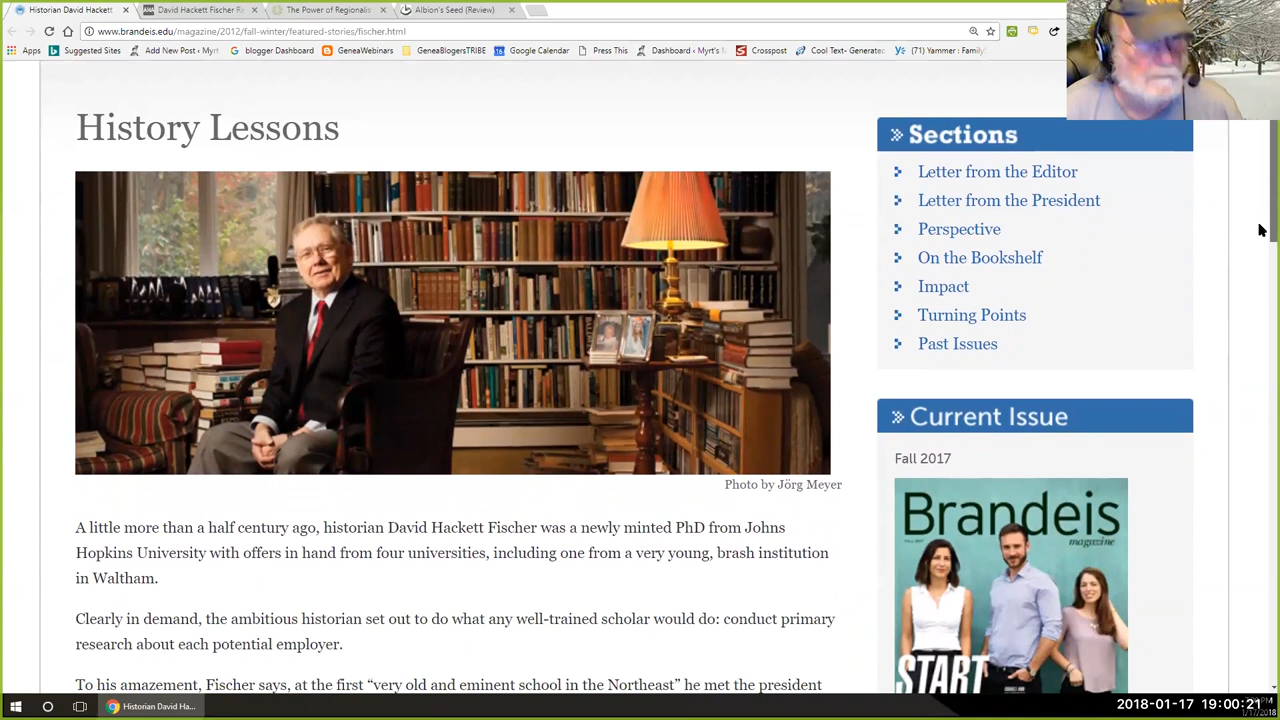 Historian David Hackett
David Hackett Fischer Re
The Power of Regionalis
Albion's Seed (Review)
www.brandeis.edu/magazine/2012/fall-winter/featured-stories/fischer.html
Apps
Suggested Sites
Add New Post ‹ Myrt's
blogger Dashboard
GeneaWebinars
GeneaBloggersTRIBE
Google Calendar
Press This
Dashboard ‹ Myrt's
Crosspost
Cool Text- Generator
(71) Yammer : Family
History Lessons
Photo by Jörg Meyer
A little more than a half century ago, historian David Hackett Fischer was a newly minted PhD from Johns
Hopkins University with offers in hand from four universities, including one from a very young, brash institution
in Waltham.
Clearly in demand, the ambitious historian set out to do what any well-trained scholar would do: conduct primary
research about each potential employer.
To his amazement, Fischer says, at the first “very old and eminent school in the Northeast” he met the president
Sections
Letter from the Editor
Letter from the President
Perspective
On the Bookshelf
Impact
Turning Points
Past Issues
Current Issue
Fall 2017
Brandeis
magazine
START
Historian David Ha...
2018-01-17 19:00:21
1/17/2018